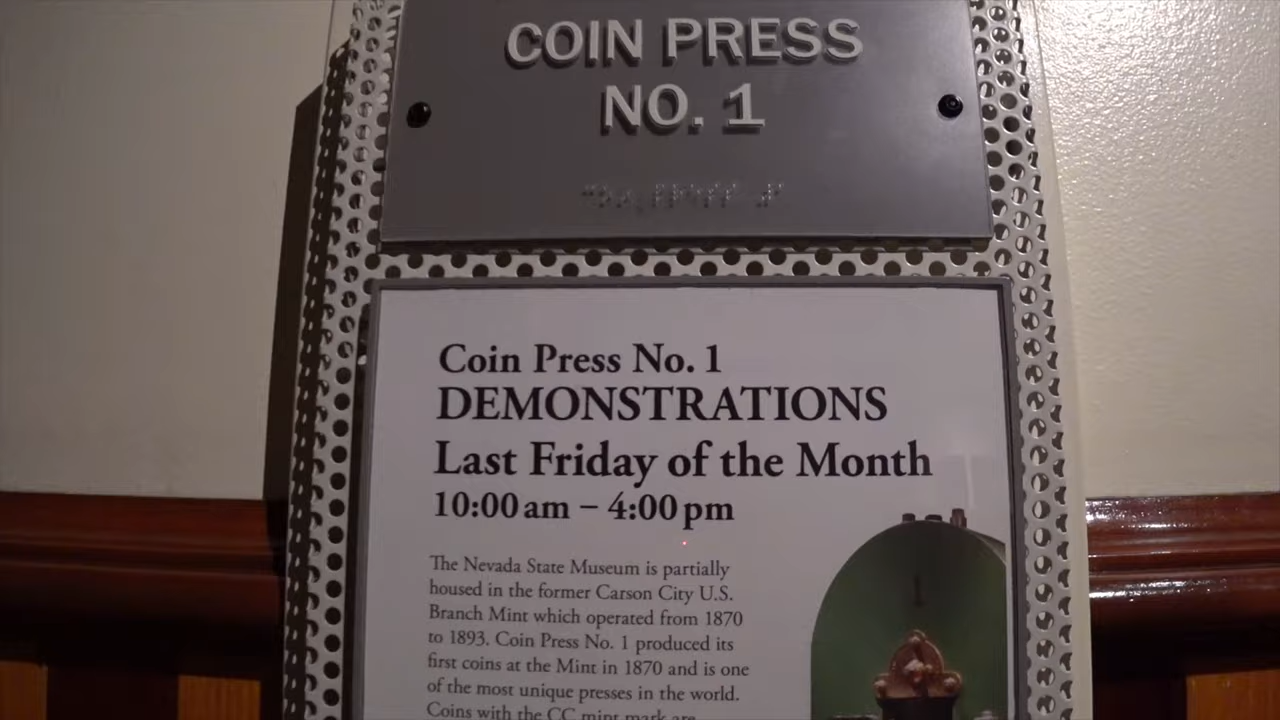 COIN PRESS
NO. 1
Coin Press No. 1
DEMONSTRATIONS
Last Friday of the Month
10:00 am – 4:00 pm
The Nevada State Museum is partially
housed in the former Carson City U.S.
Branch Mint which operated from 1870
to 1893. Coin Press No. 1 produced its
first coins at the Mint in 1870 and is one
of the most unique presses in the world.
Coins with the CC mint mark are
1